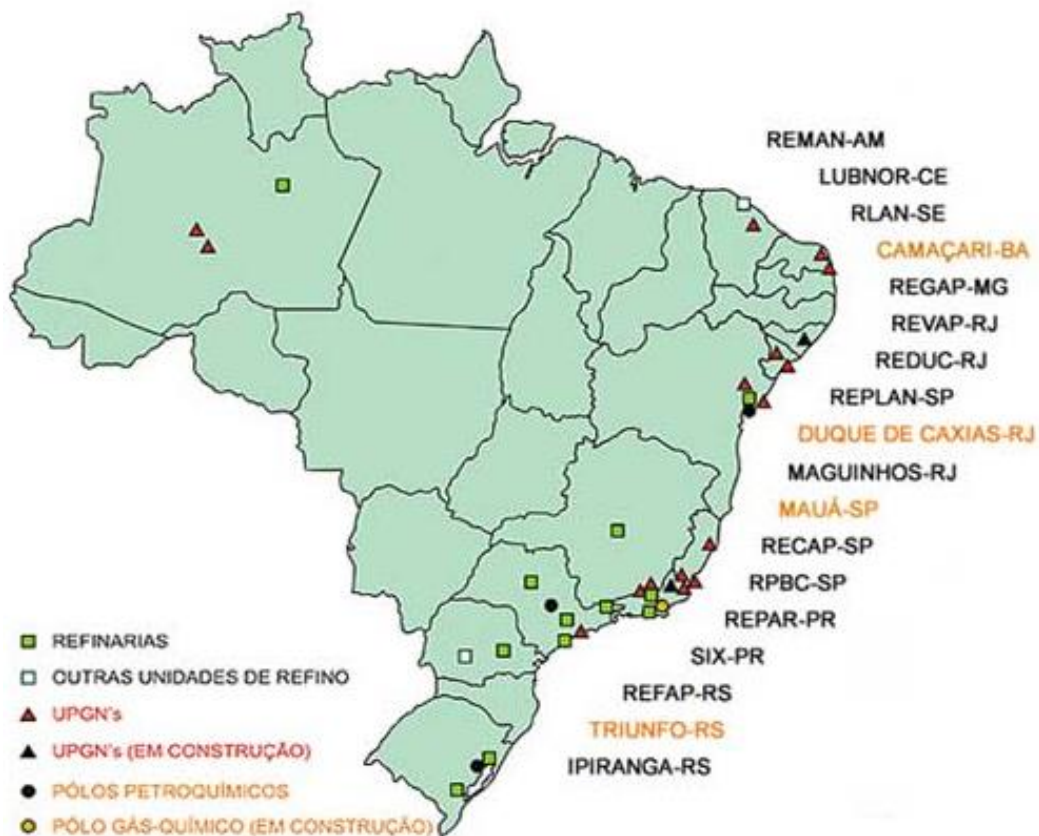 REMAN-AM
LUBNOR-CE
RLAN-SE
CAMAÇARI-BA
REGAP-MG
REVAP-RJ
REDUC-RJ
REPLAN-SP
DUQUE DE CAXIAS-RJ
MAGUINHOS-RJ
MAUÁ-SP
RECAP-SP
RPBC-SP
REPAR-PR
SIX-PR
REFAP-RS
TRIUNFO-RS
IPIRANGA-RS
REFINARIAS
OUTRAS UNIDADES DE REFINO
UPGN's
UPGN's (EM CONSTRUÇÃO)
PÓLOS PETROQUÍMICOS
PÓLO GÁS-QUÍMICO (EM CONSTRUÇÃO)